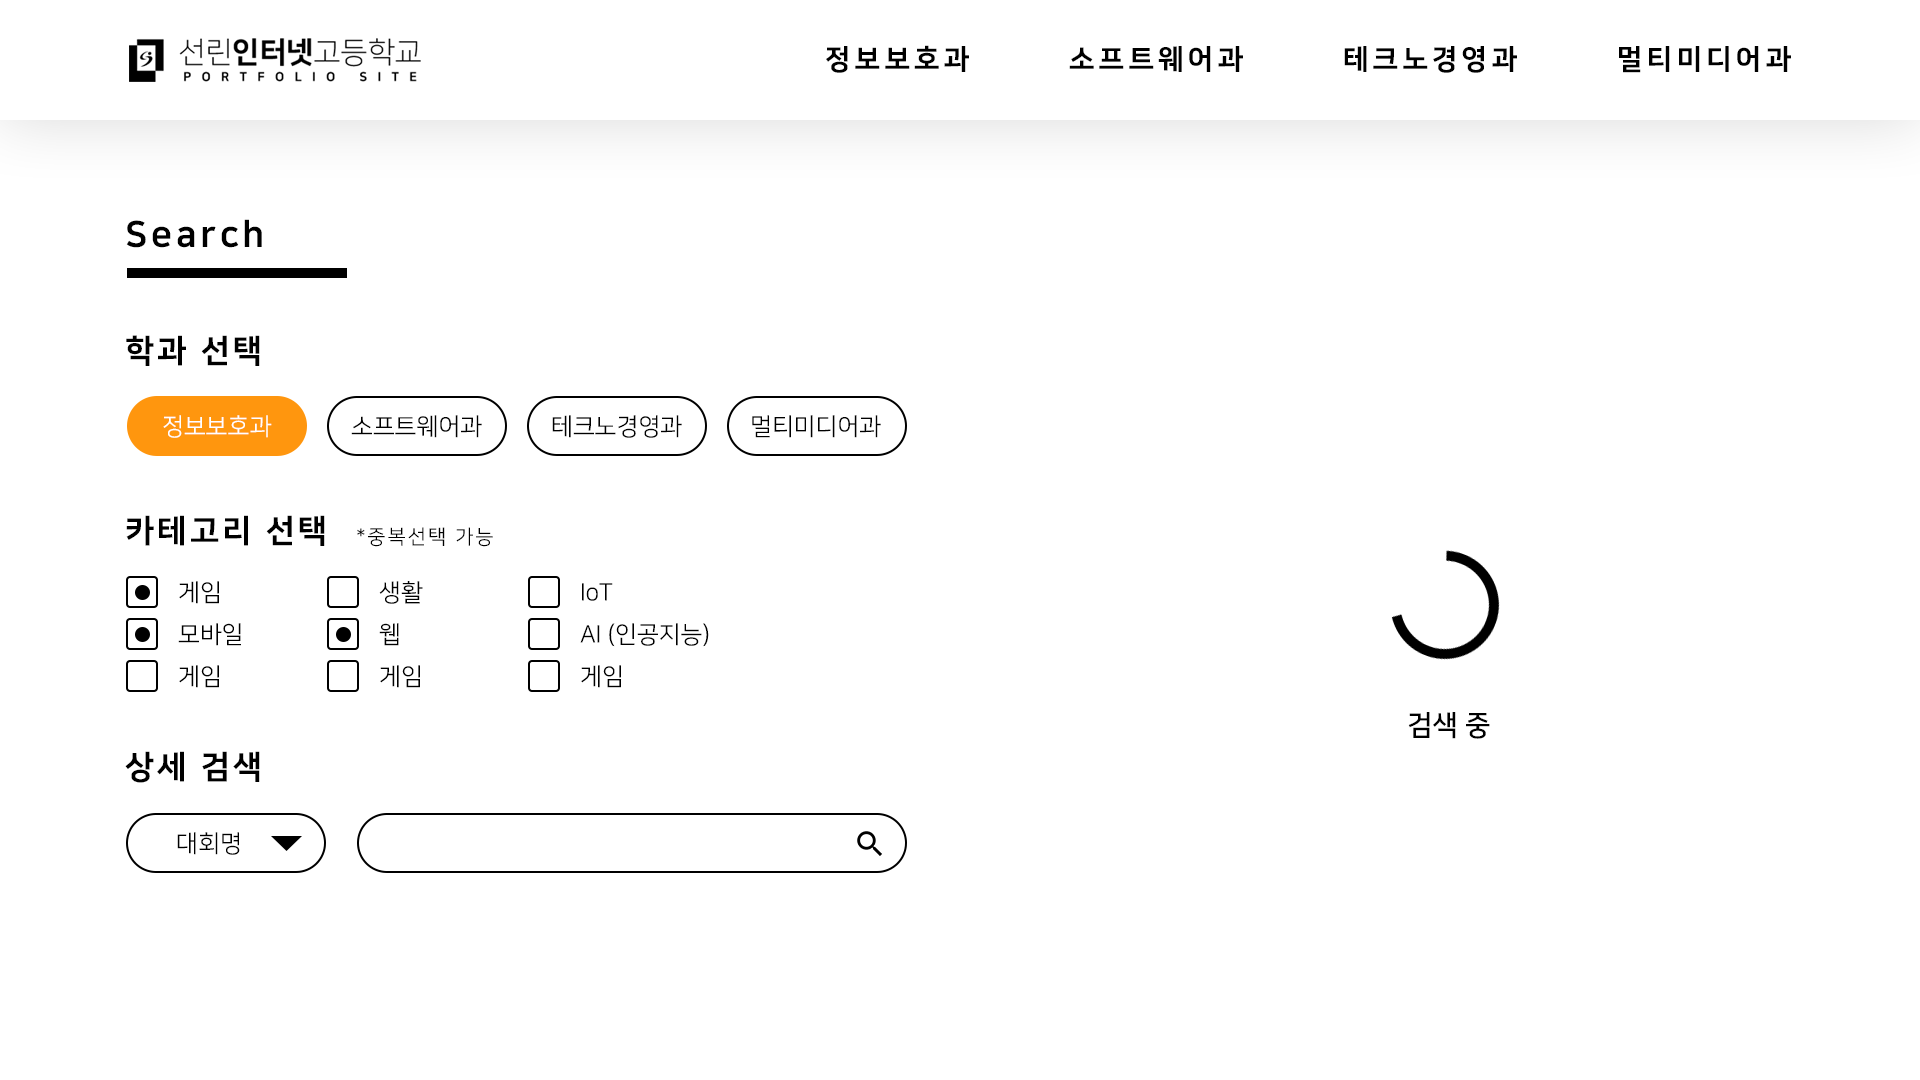 선린인터넷고등학교
PORTFOLIO SITE
정보보호과 소프트웨어과 테크노경영과 멀티미디어과
Search
학과 선택
정보보호과 소프트웨어과 테크노경영과 멀티미디어과
카테고리 선택 *중복선택 가능
게임 생활 IoT
모바일 웹 AI (인공지능)
게임 게임 게임
검색 중
상세 검색
대회명